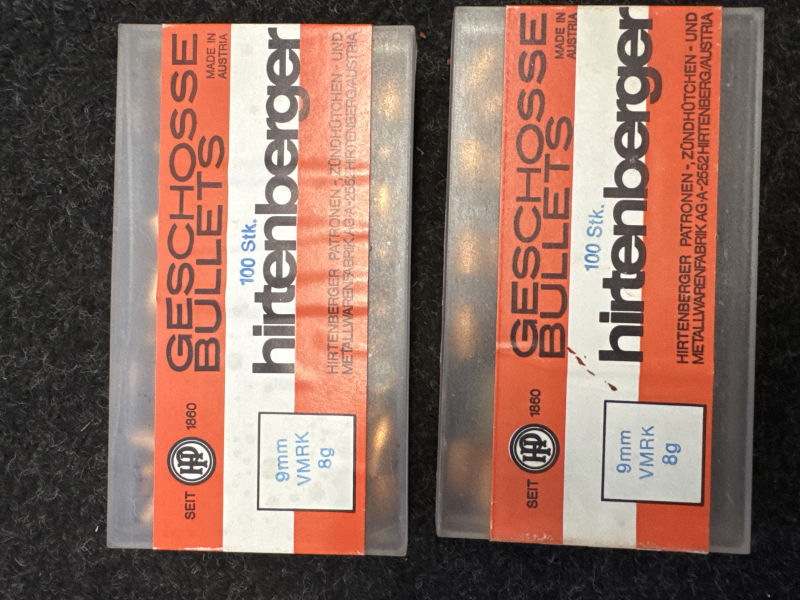 GESCHOSSE
BULLETS
MADE IN
AUSTRIA
100 Stk.
hirtenberger
HIRTENBERGER PATRONEN-, ZÜNDHÜTCHEN- UND
METALLWARENFABRIK AG·A-2552 HIRTENBERG/AUSTRIA
SEIT HP 1860
9mm
VMRK
8g
GESCHOSSE
BULLETS
MADE IN
AUSTRIA
100 Stk.
hirtenberger
HIRTENBERGER PATRONEN-, ZÜNDHÜTCHEN- UND
METALLWARENFABRIK AG·A-2552 HIRTENBERG/AUSTRIA
SEIT HP 1860
9mm
VMRK
8g